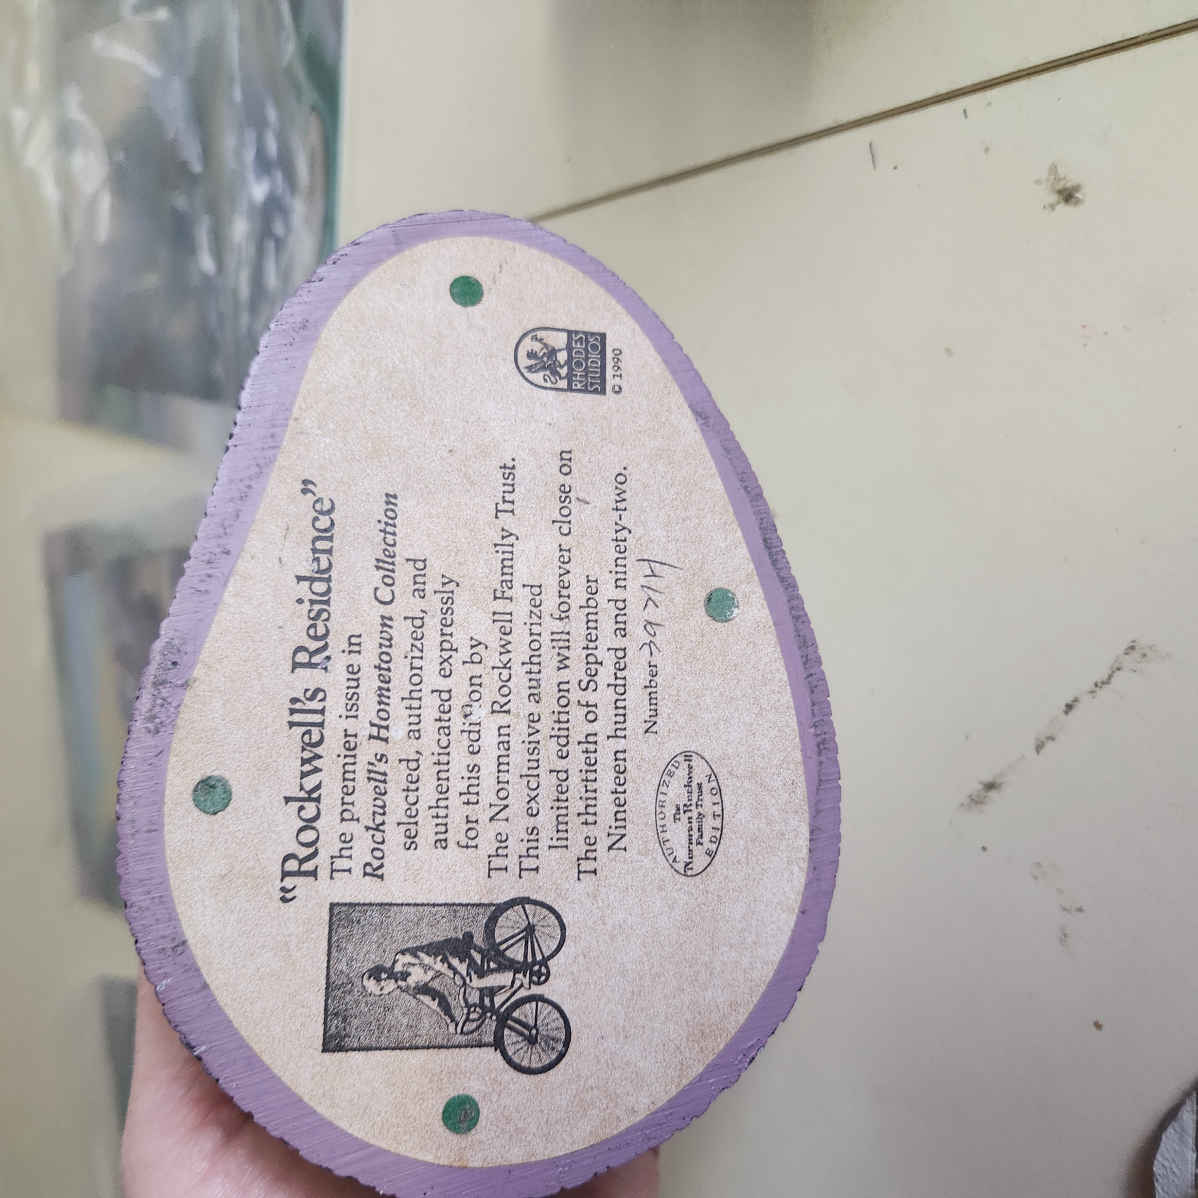 “Rockwell's Residence”
The premier issue in
Rockwell's Hometown Collection
selected, authorized, and
authenticated expressly
for this edition by
The Norman Rockwell Family Trust.
This exclusive authorized
limited edition will forever close on
The thirtieth of September
Nineteen hundred and ninety-two.
Number 3971H
AUTHORIZED
The
Norman Rockwell
Family Trust
EDITION
RHODES
STUDIOS
© 1990